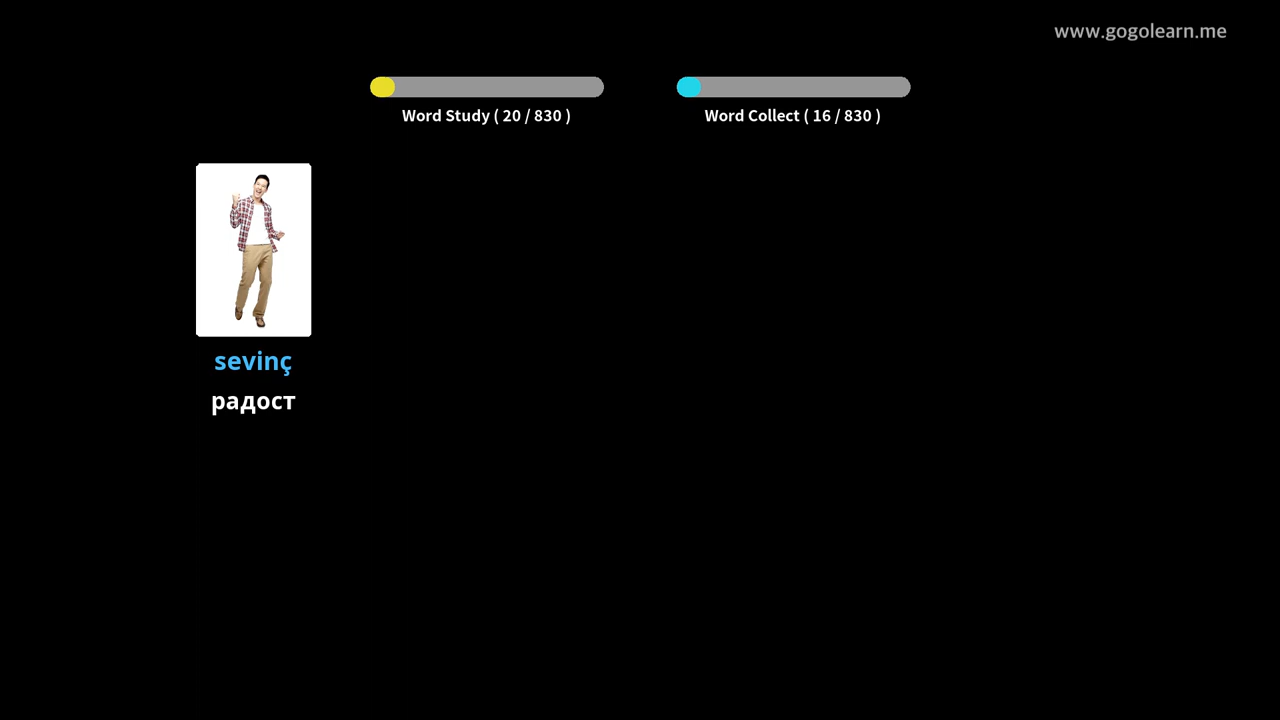 www.gogolearn.me
Word Study ( 20 / 830 )
Word Collect ( 16 / 830 )
sevinç
радост